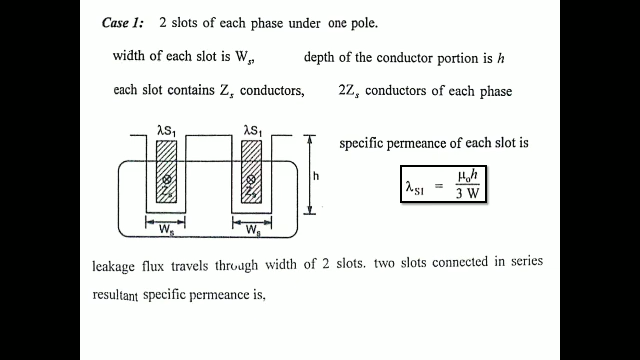 Case 1: 2 slots of each phase under one pole.
width of each slot is Wₛ, depth of the conductor portion is h
each slot contains Zₛ conductors, 2Zₛ conductors of each phase
λS₁ λS₁
specific permeance of each slot is
h
λ_S1 = μ₀h / 3 W
Zₛ Zₛ
Wₛ Wₛ
leakage flux travels through width of 2 slots. two slots connected in series
resultant specific permeance is,